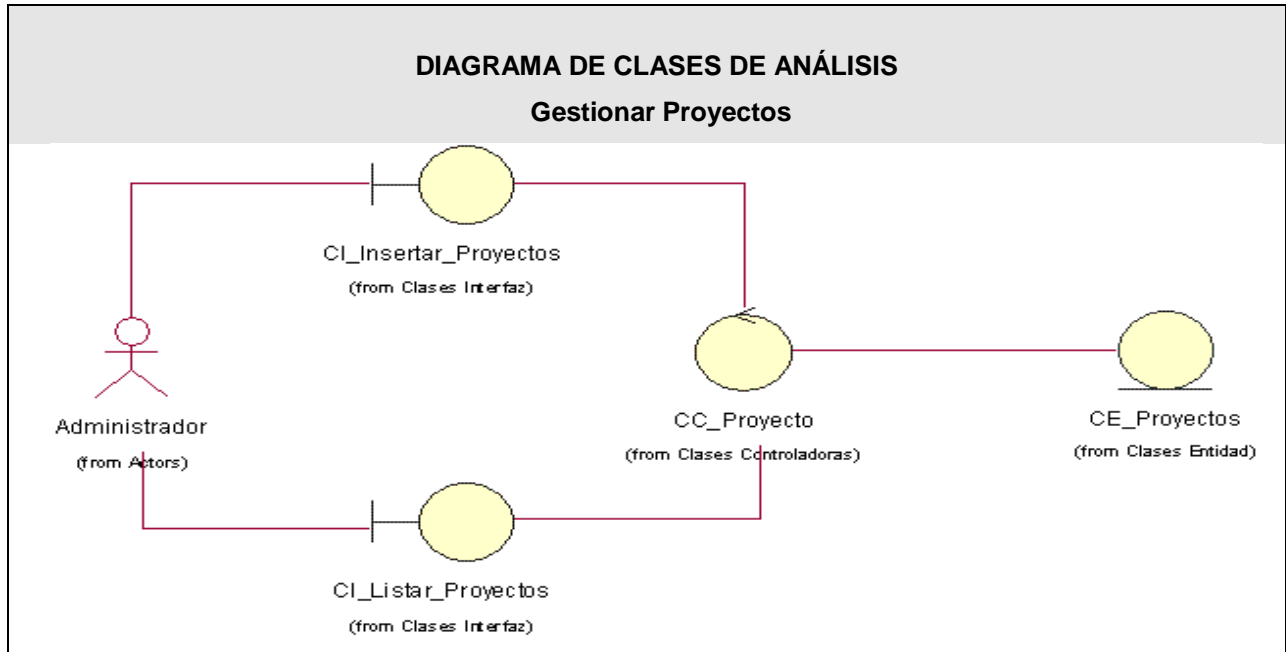 DIAGRAMA DE CLASES DE ANÁLISIS
Gestionar Proyectos
CI_Insertar_Proyectos
(from Clases Interfaz)
Administrador
(from Actors)
CC_Proyecto
(from Clases Controladoras)
CE_Proyectos
(from Clases Entidad)
CI_Listar_Proyectos
(from Clases Interfaz)